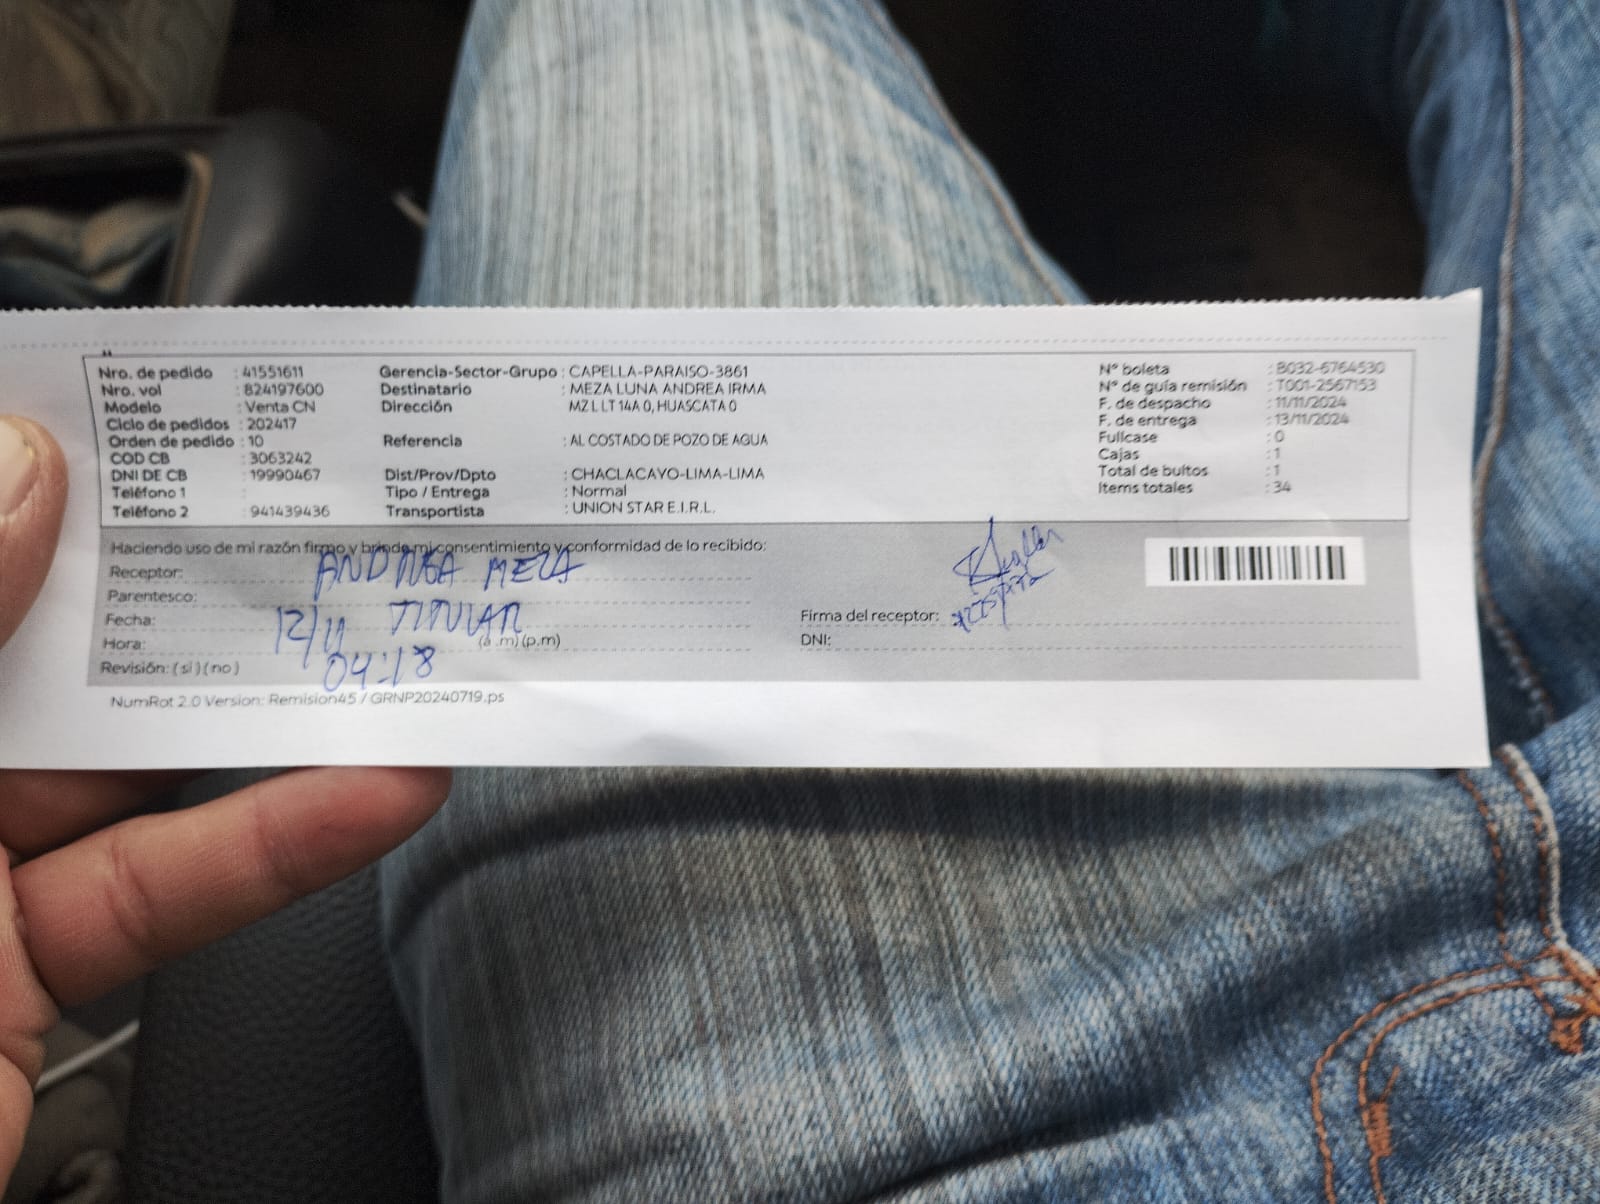 Nro. de pedido : 41551611
Nro. vol : 824197600
Modelo : Venta CN
Ciclo de pedidos : 202417
Orden de pedido : 10
COD CB : 3063242
DNI DE CB : 19990467
Teléfono 1 :
Teléfono 2 : 941439436
Gerencia-Sector-Grupo : CAPELLA-PARAISO-3861
Destinatario : MEZA LUNA ANDREA IRMA
Dirección MZ L LT 14A 0, HUASCATA 0
Referencia : AL COSTADO DE POZO DE AGUA
Dist/Prov/Dpto : CHACLACAYO-LIMA-LIMA
Tipo / Entrega : Normal
Transportista : UNION STAR E.I.R.L.
N° boleta : B032-6764530
N° de guía remisión : T001-2567153
F. de despacho : 11/11/2024
F. de entrega : 13/11/2024
Fullcase : 0
Cajas : 1
Total de bultos : 1
Items totales : 34
Haciendo uso de mi razón firmo y brindo mi consentimiento y conformidad de lo recibido:
Receptor: ANDREA MEZA
Parentesco: TITULAR
Fecha: 12/11
Hora: 04:18 (a.m) (p.m)
Revisión: (si) (no)
Firma del receptor:
DNI:
NumRot 2.0 Version: Remision45 / GRNP20240719.ps